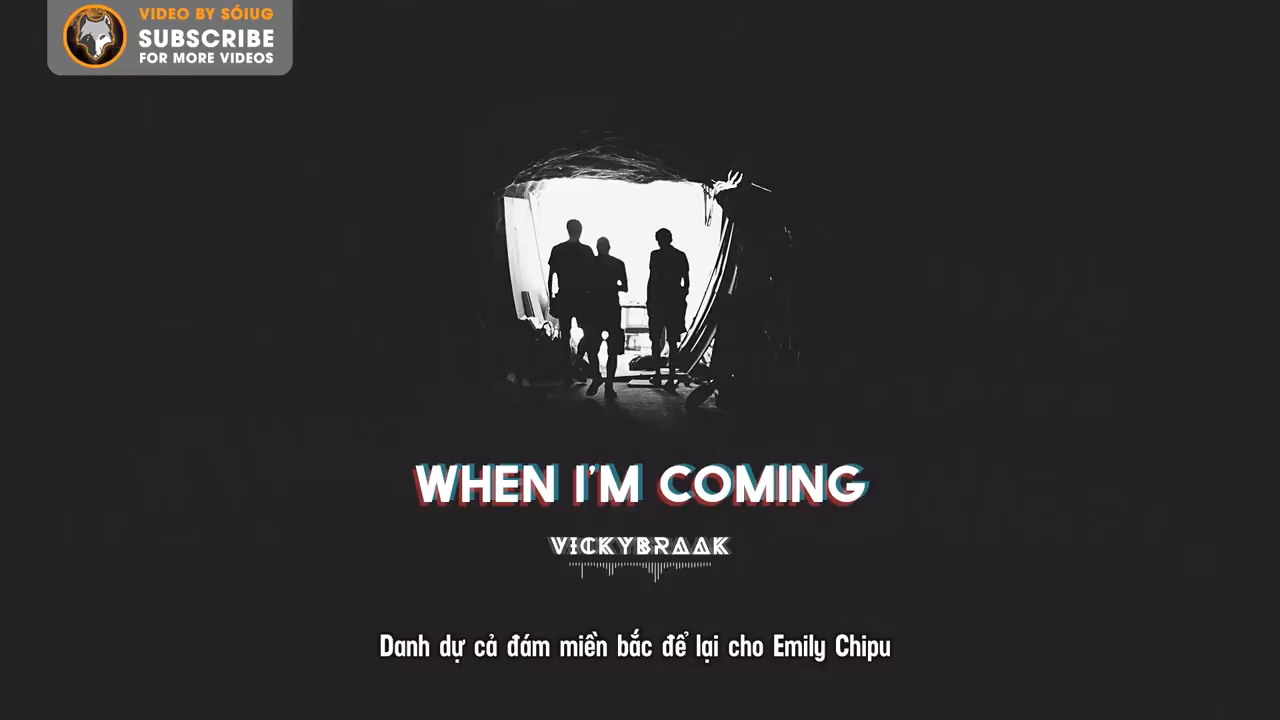 VIDEO BY SÓIUG
SUBSCRIBE
FOR MORE VIDEOS
WHEN I'M COMING
VICKYBRAAK
Danh dự cả đám miền bắc để lại cho Emily Chipu